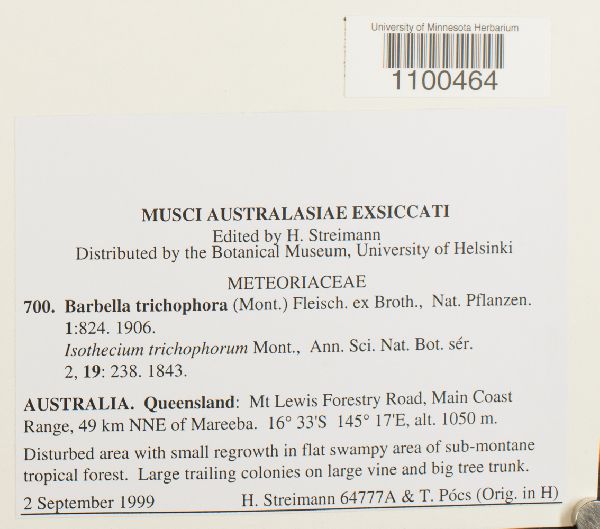 University of Minnesota Herbarium
1100464
MUSCI AUSTRALASIAE EXSICCATI
Edited by H. Streimann
Distributed by the Botanical Museum, University of Helsinki
METEORIACEAE
700. Barbella trichophora (Mont.) Fleisch. ex Broth., Nat. Pflanzen.
1:824. 1906.
Isothecium trichophorum Mont., Ann. Sci. Nat. Bot. sér.
2, 19: 238. 1843.
AUSTRALIA. Queensland: Mt Lewis Forestry Road, Main Coast
Range, 49 km NNE of Mareeba. 16° 33'S 145° 17'E, alt. 1050 m.
Disturbed area with small regrowth in flat swampy area of sub-montane
tropical forest. Large trailing colonies on large vine and big tree trunk.
2 September 1999 H. Streimann 64777A & T. Pócs (Orig. in H)